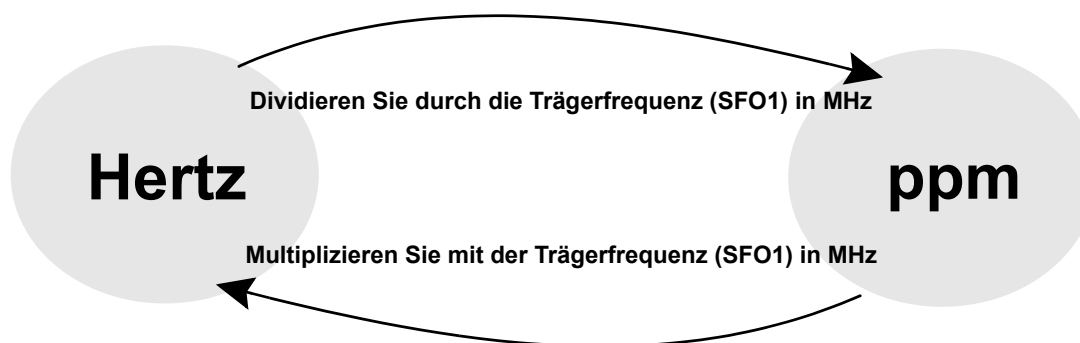 Dividieren Sie durch die Trägerfrequenz (SFO1) in MHz
Hertz
ppm
Multiplizieren Sie mit der Trägerfrequenz (SFO1) in MHz